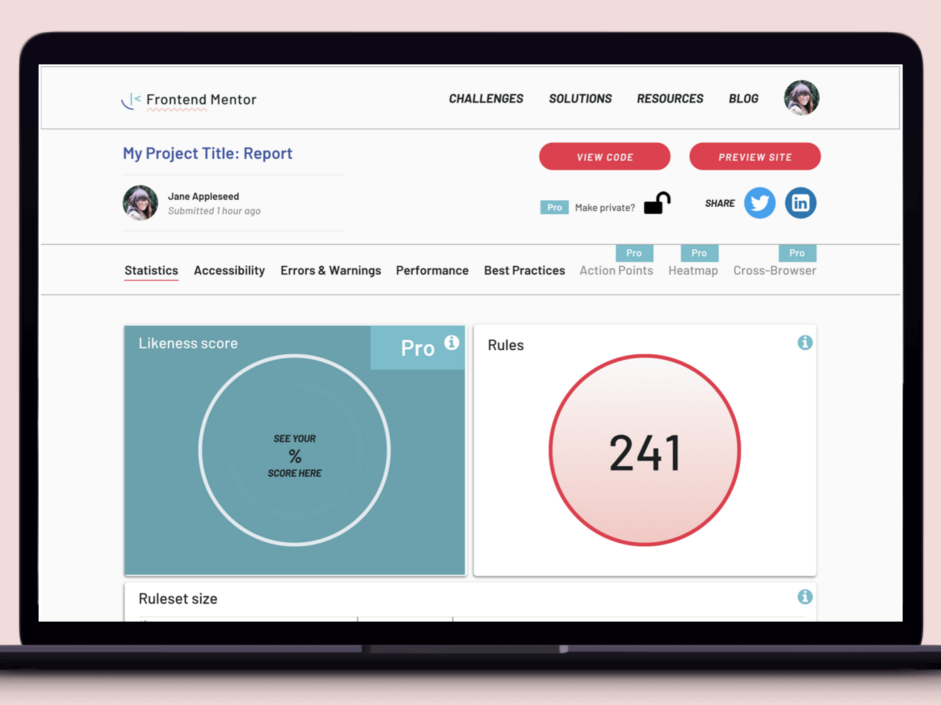 Frontend Mentor
CHALLENGES SOLUTIONS RESOURCES BLOG
My Project Title: Report
VIEW CODE
PREVIEW SITE
Jane Appleseed
Submitted 1 hour ago
Pro Make private?
SHARE
in
Pro Pro Pro
Statistics Accessibility Errors & Warnings Performance Best Practices Action Points Heatmap Cross-Browser
Likeness score
Pro
SEE YOUR
%
SCORE HERE
Rules
241
Ruleset size